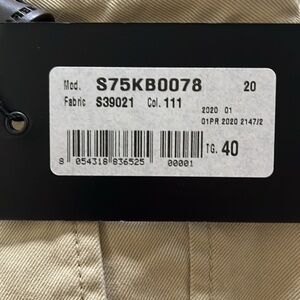 Mod. S75KB0078 20
Fabric S39021 Col. 111
2020 01
01PR 2020 2147/2
TG. 40
8 054318 836525 00001